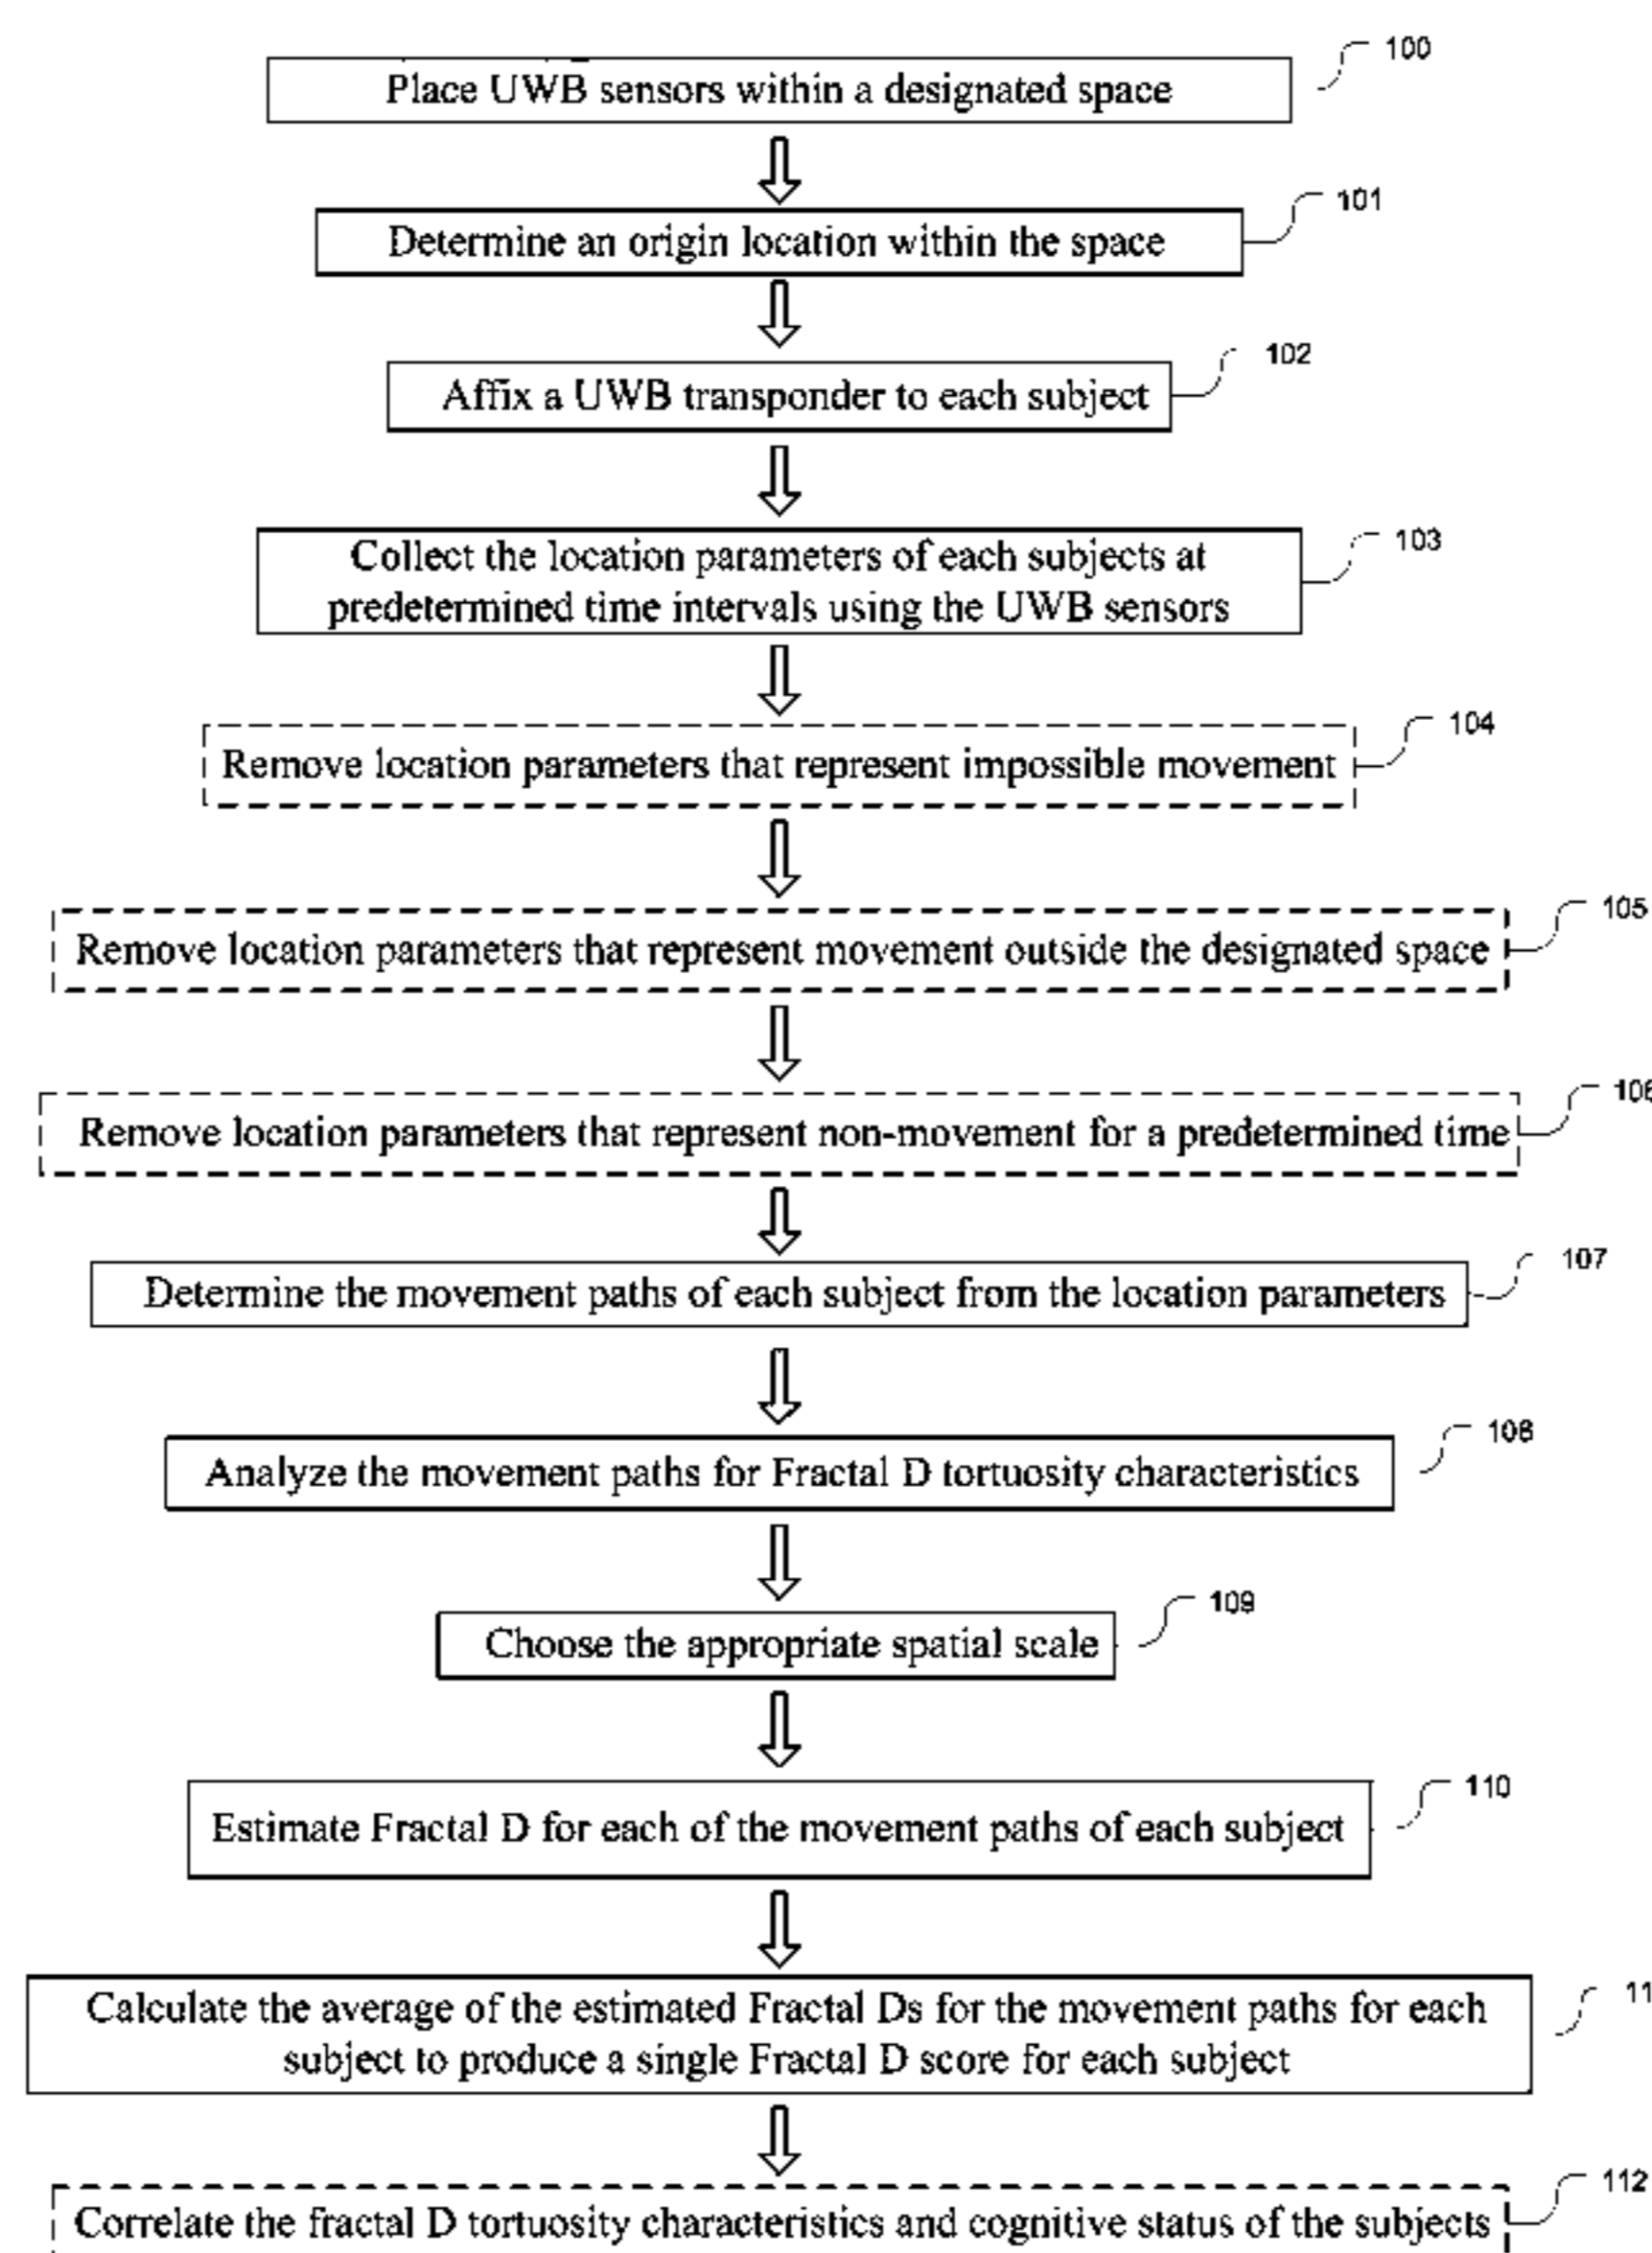 Place UWB sensors within a designated space
100
Determine an origin location within the space
101
Affix a UWB transponder to each subject
102
Collect the location parameters of each subjects at
predetermined time intervals using the UWB sensors
103
Remove location parameters that represent impossible movement
104
Remove location parameters that represent movement outside the designated space
105
Remove location parameters that represent non-movement for a predetermined time
106
Determine the movement paths of each subject from the location parameters
107
Analyze the movement paths for Fractal D tortuosity characteristics
108
Choose the appropriate spatial scale
109
Estimate Fractal D for each of the movement paths of each subject
110
Calculate the average of the estimated Fractal Ds for the movement paths for each
subject to produce a single Fractal D score for each subject
11
Correlate the fractal D tortuosity characteristics and cognitive status of the subjects
112